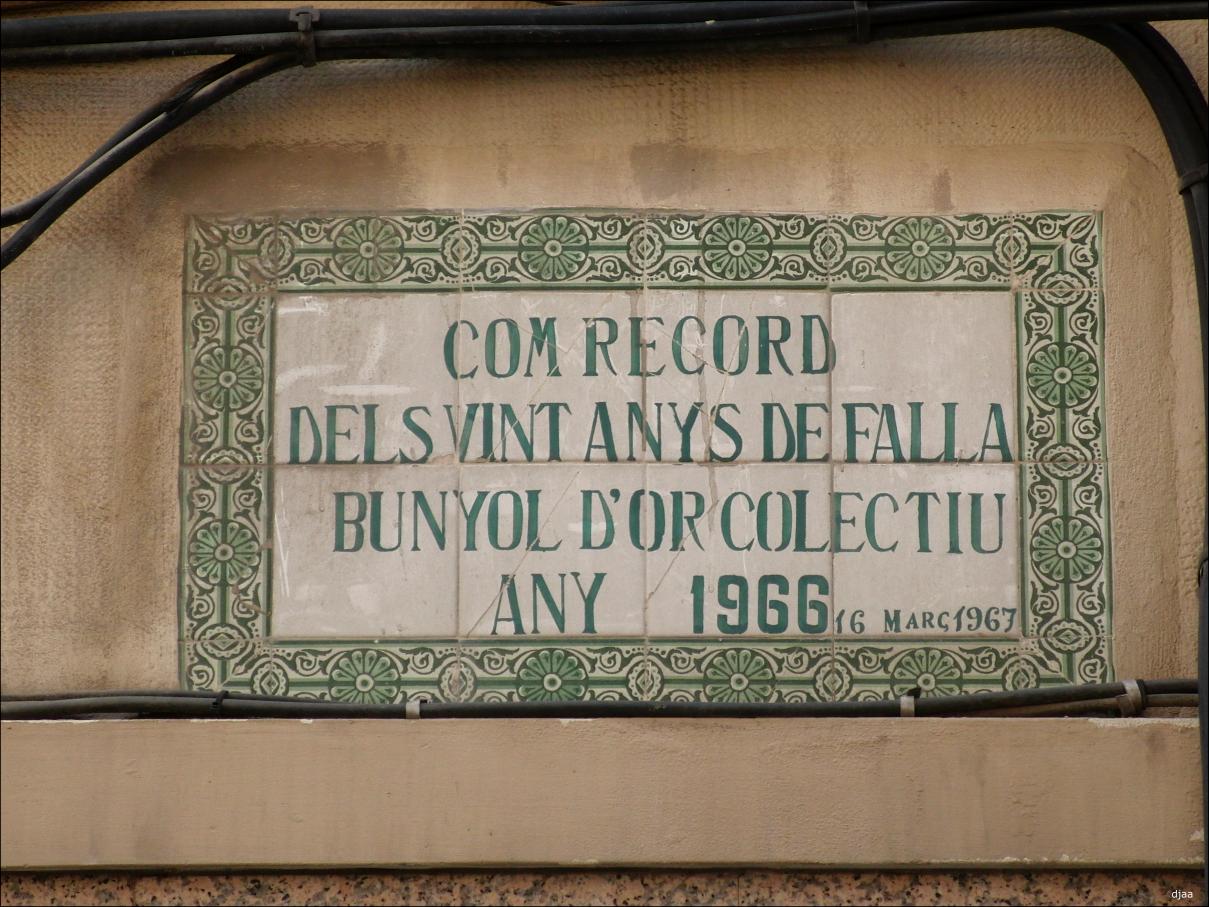 COM RECORD
DELS VINT ANYS DE FALLA
BUNYOL D'OR COLECTIU
ANY 1966
16 MARÇ 1967
djaa